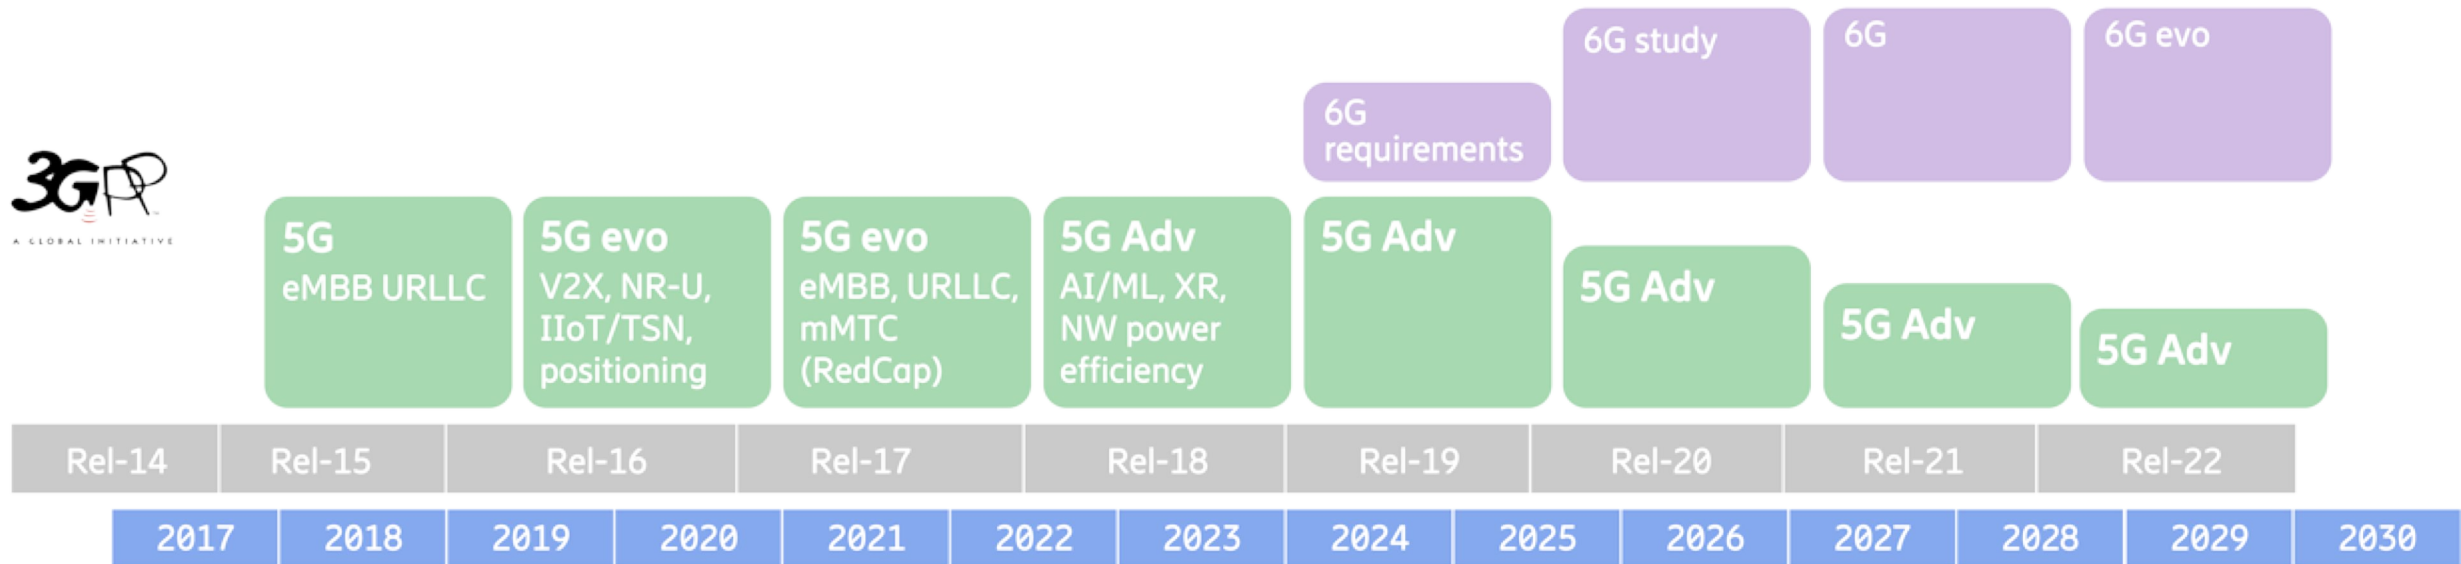 6G study
6G
6G evo
6G
requirements
3GPP
A GLOBAL INITIATIVE
5G
eMBB URLLC
5G evo
V2X, NR-U,
IIoT/TSN,
positioning
5G evo
eMBB, URLLC,
mMTC
(RedCap)
5G Adv
AI/ML, XR,
NW power
efficiency
5G Adv
5G Adv
5G Adv
5G Adv
Rel-14 Rel-15 Rel-16 Rel-17 Rel-18 Rel-19 Rel-20 Rel-21 Rel-22
2017 2018 2019 2020 2021 2022 2023 2024 2025 2026 2027 2028 2029 2030